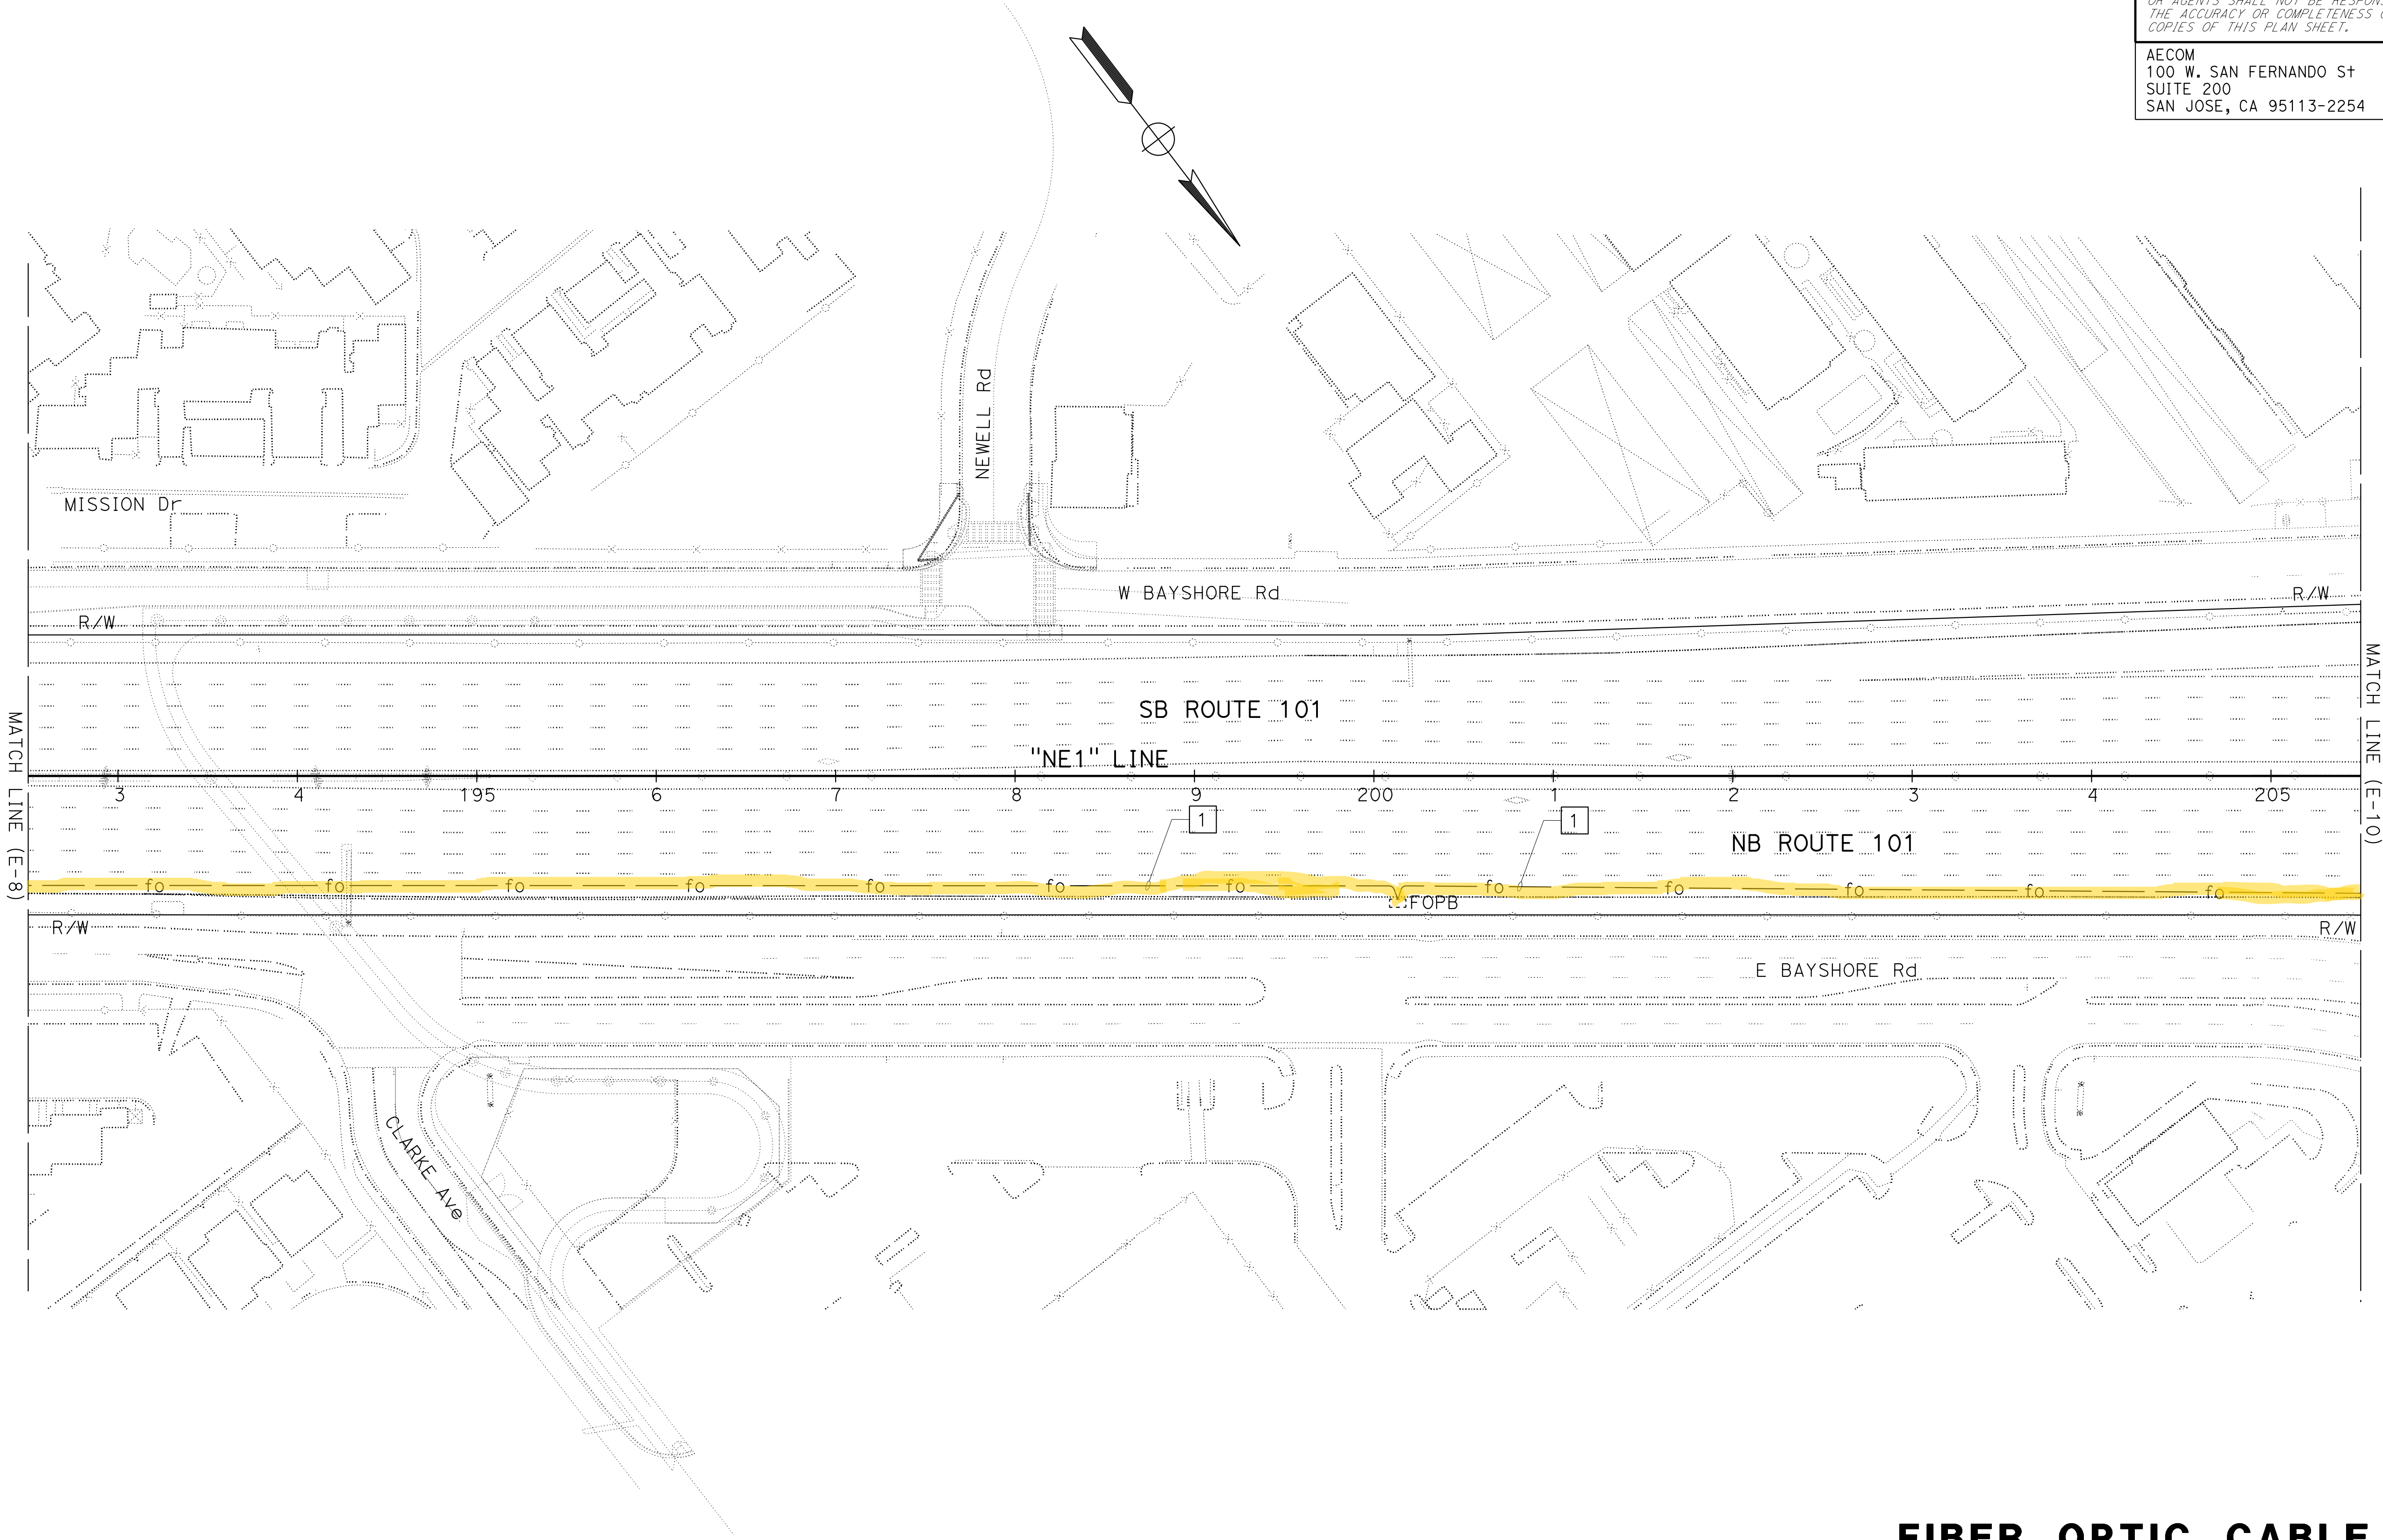 OR AGENTS SHALL NOT BE RESPONS
THE ACCURACY OR COMPLETENESS
COPIES OF THIS PLAN SHEET.
AECOM
100 W. SAN FERNANDO St
SUITE 200
SAN JOSE, CA 95113-2254
NEWELL Rd
MISSION Dr
W BAYSHORE Rd
R/W
R/W
MATCH LINE (E-8)
MATCH LINE (E-10)
SB ROUTE 101
"NE1" LINE
3 4 195 6 7 8 9 200 1 2 3 4 205
1
1
NB ROUTE 101
fo fo fo fo fo fo fo fo fo fo fo fo
FOPB
R/W
R/W
E BAYSHORE Rd
CLARKE Ave
FIBER OPTIC CABLE